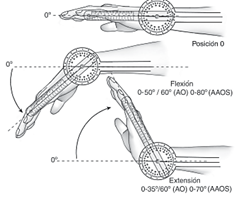 0°
Posición 0
0°
Flexión
0-50° / 60° (AO) 0-80° (AAOS)
0°
Extensión
0-35°/60° (AO) 0-70° (AAOS)